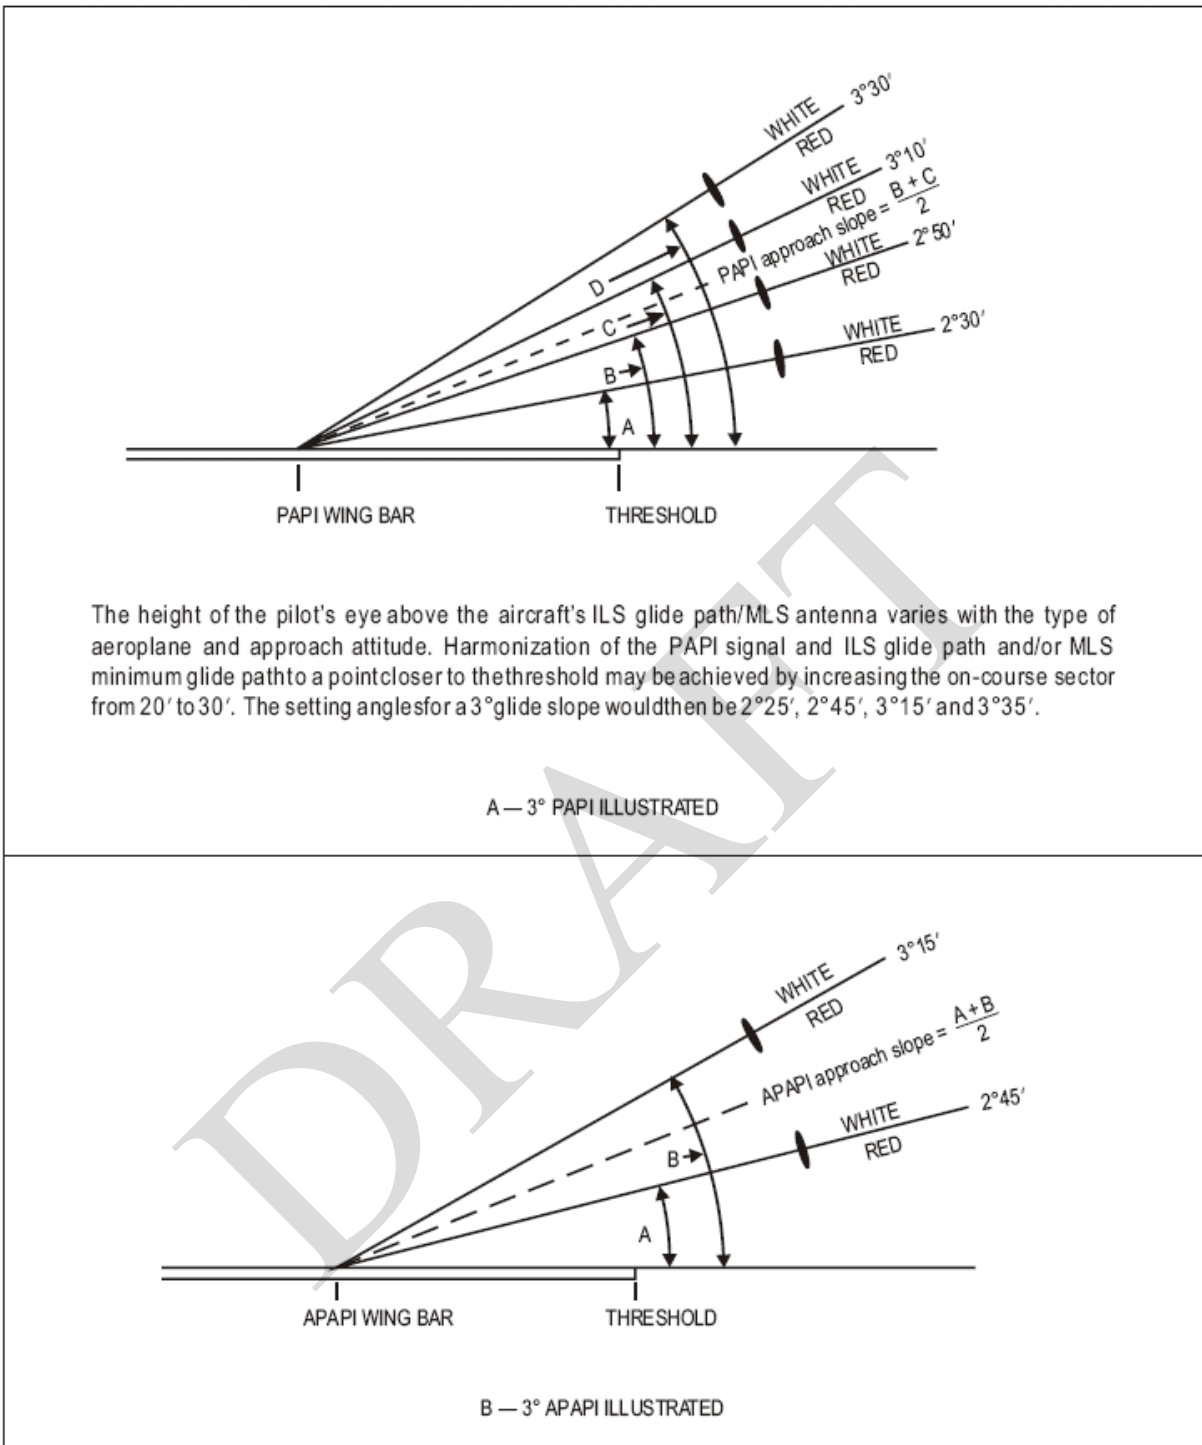 WHITE 3°30′
RED
WHITE 3°10′
RED
PAPI approach slope = B + C
2
WHITE 2°50′
RED
WHITE 2°30′
RED
D
C
B
A
PAPI WING BAR THRESHOLD
The height of the pilot's eye above the aircraft's ILS glide path/MLS antenna varies with the type of
aeroplane and approach attitude. Harmonization of the PAPI signal and ILS glide path and/or MLS
minimum glide path to a point closer to the threshold may be achieved by increasing the on-course sector
from 20′ to 30′. The setting angles for a 3° glide slope would then be 2°25′, 2°45′, 3°15′ and 3°35′.
A — 3° PAPI ILLUSTRATED
DRAFT
WHITE 3°15′
RED
APAPI approach slope = A + B
2
WHITE 2°45′
RED
B
A
APAPI WING BAR THRESHOLD
B — 3° APAPI ILLUSTRATED